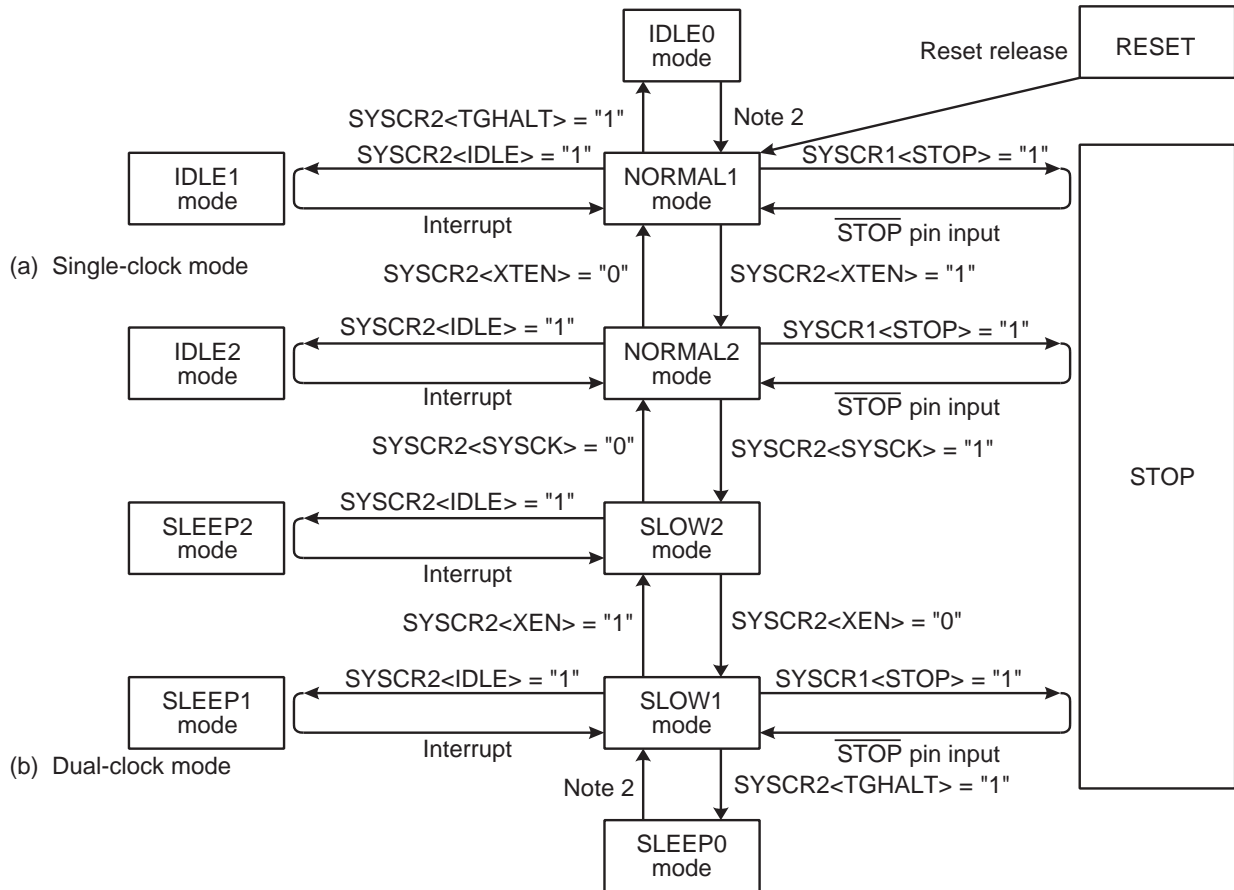 IDLE0
mode
Reset release
RESET
SYSCR2<TGHALT> = "1"
Note 2
SYSCR2<IDLE> = "1"
SYSCR1<STOP> = "1"
IDLE1
mode
NORMAL1
mode
Interrupt
STOP pin input
(a) Single-clock mode
SYSCR2<XTEN> = "0"
SYSCR2<XTEN> = "1"
SYSCR2<IDLE> = "1"
SYSCR1<STOP> = "1"
IDLE2
mode
NORMAL2
mode
Interrupt
STOP pin input
SYSCR2<SYSCK> = "0"
SYSCR2<SYSCK> = "1"
STOP
SYSCR2<IDLE> = "1"
SLEEP2
mode
SLOW2
mode
Interrupt
SYSCR2<XEN> = "1"
SYSCR2<XEN> = "0"
SYSCR2<IDLE> = "1"
SYSCR1<STOP> = "1"
SLEEP1
mode
SLOW1
mode
Interrupt
STOP pin input
(b) Dual-clock mode
Note 2
SYSCR2<TGHALT> = "1"
SLEEP0
mode